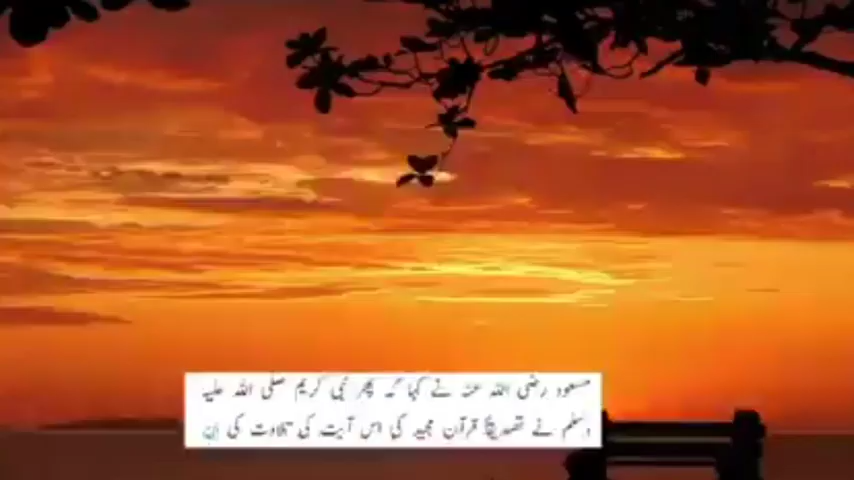 مسعود رضی اللہ عنہ نے کہا کہ پھر نبی کریم صلی اللہ علیہ
وسلم نے تصدیقاً قرآن مجید کی اس آیت کی تلاوت کی